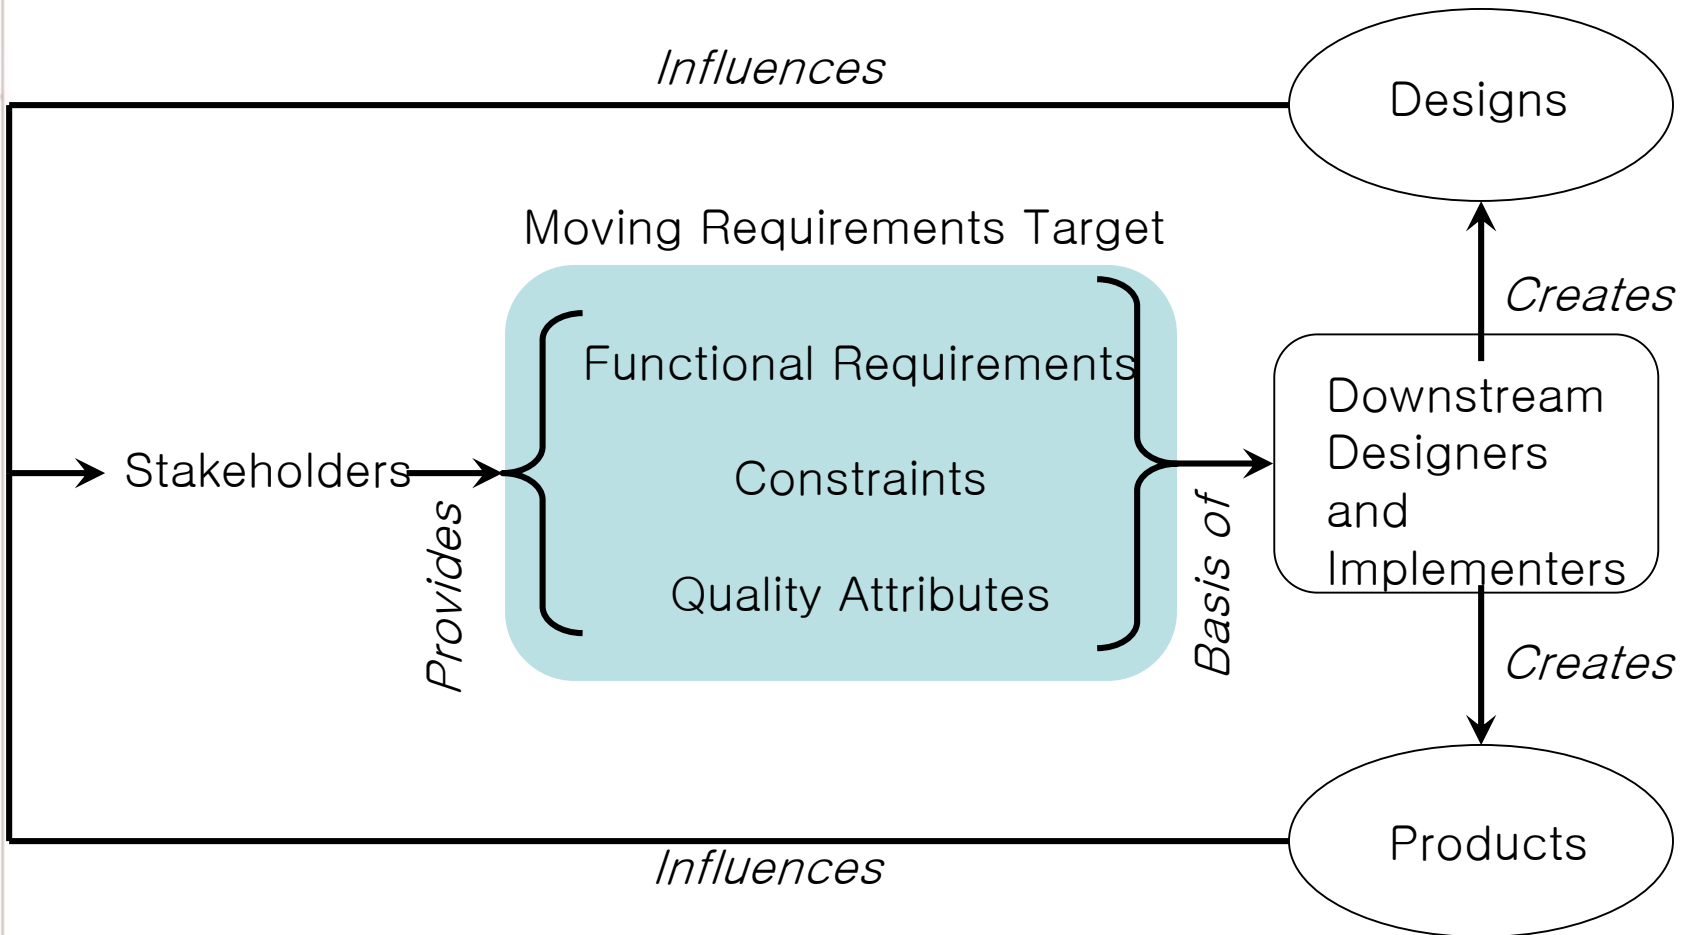 Influences
Designs
Moving Requirements Target
Creates
Functional Requirements
Downstream
Designers
and
Implementers
Stakeholders
Constraints
Provides
Basis of
Quality Attributes
Creates
Products
Influences